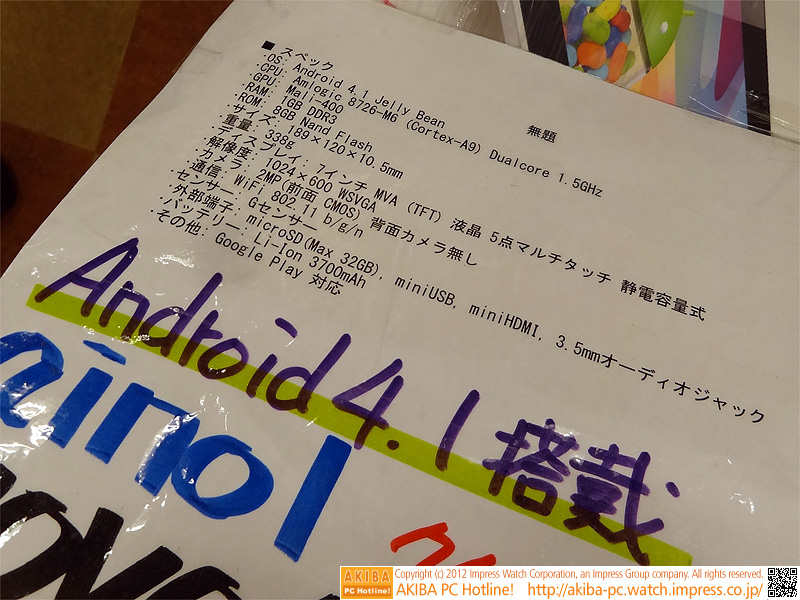 無題
■ スペック
・OS: Android 4.1 Jelly Bean
・CPU: Amlogic 8726-M6 (Cortex-A9) Dualcore 1.5GHz
・GPU: Mali-400
・RAM: 1GB DDR3
・ROM: 8GB Nand Flash
・サイズ: 189×120×10.5mm
・重量: 338g
・ディスプレイ: 7インチ MVA (TFT) 液晶 5点マルチタッチ 静電容量式
・解像度: 1024×600 WSVGA
・カメラ: 2MP(前面 CMOS) 背面カメラ無し
・通信: WiFi 802.11 b/g/n
・センサー: Gセンサー
・外部端子: microSD(Max 32GB), miniUSB, miniHDMI, 3.5mmオーディオジャック
・バッテリー: Li-Ion 3700mAh
・その他: Google Play 対応
Android 4.1 搭載
ainol
AKIBA PC Hotline!
Copyright (c) 2012 Impress Watch Corporation, an Impress Group company. All rights reserved.
AKIBA PC Hotline! http://akiba-pc.watch.impress.co.jp/